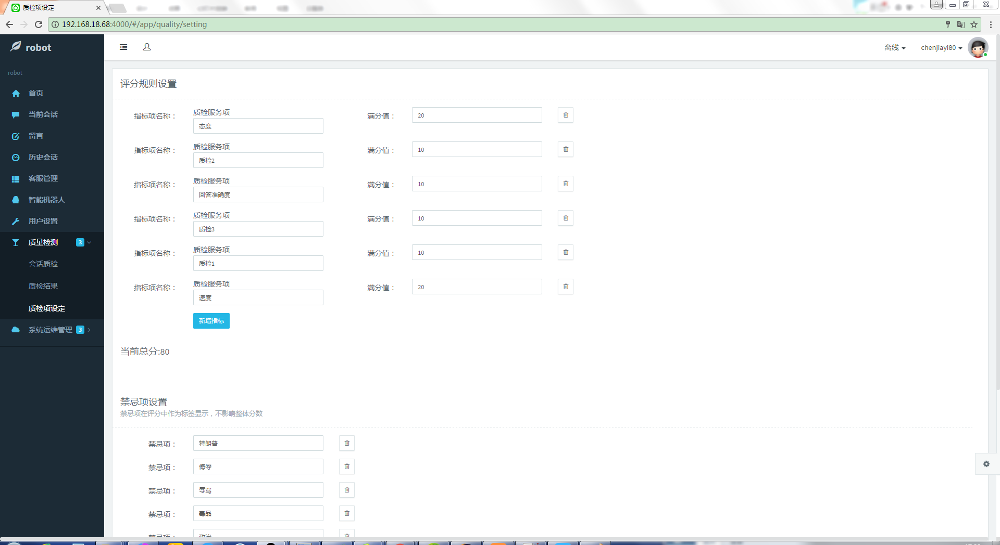 质检项设定
192.168.18.68:4000/#/app/quality/setting
robot
离线
chenjiayi80
robot
首页
当前会话
留言
历史会话
客服管理
智能机器人
用户设置
质量检测 3
会话质检
质检结果
质检项设定
系统运维管理 3
评分规则设置
指标项名称： 质检服务项 满分值： 20
态度
指标项名称： 质检服务项 满分值： 10
质检2
指标项名称： 质检服务项 满分值： 10
回答准确度
指标项名称： 质检服务项 满分值： 10
质检3
指标项名称： 质检服务项 满分值： 10
质检1
指标项名称： 质检服务项 满分值： 20
速度
新增指标
当前总分:80
禁忌项设置
禁忌项在评分中作为标签显示，不影响整体分数
禁忌项： 特朗普
禁忌项： 侮辱
禁忌项： 辱骂
禁忌项： 毒品
禁忌项： 政治